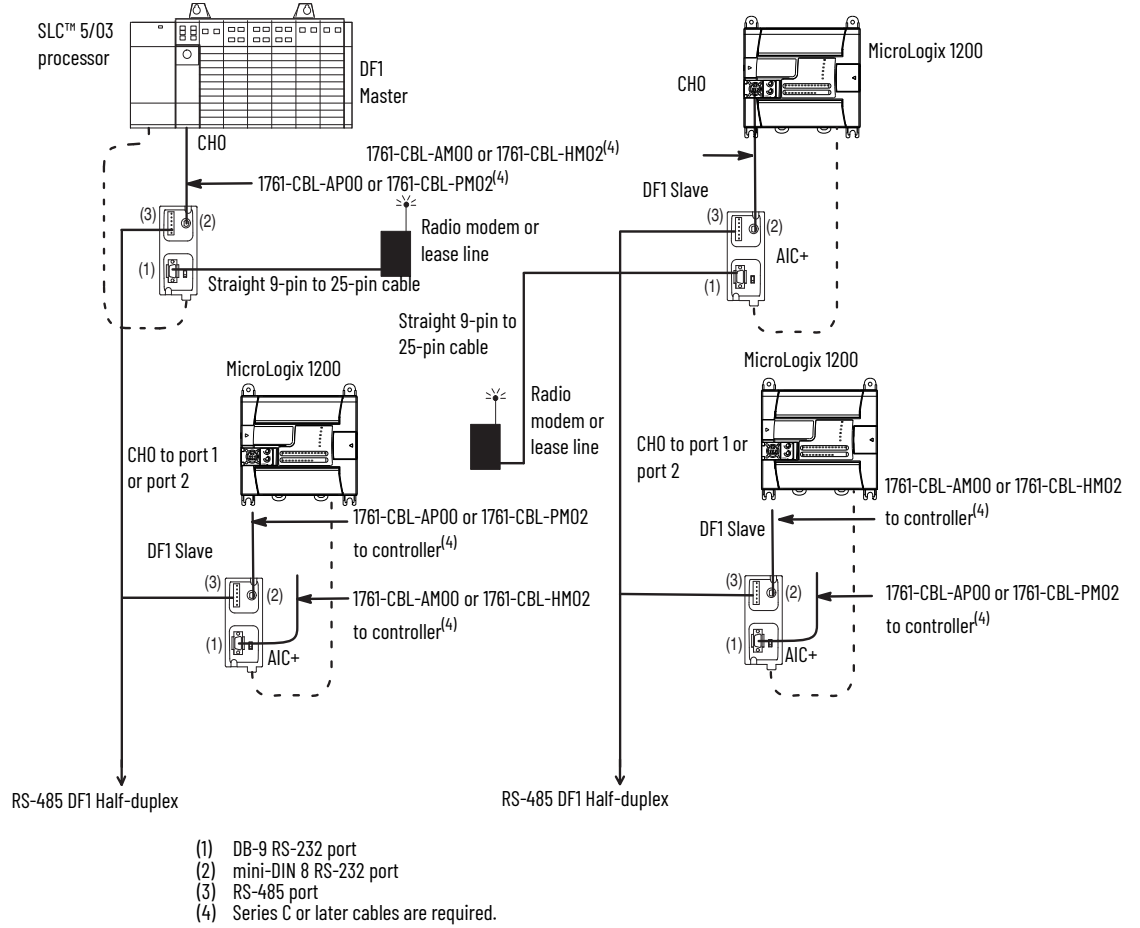 SLC™ 5/03
processor
DF1
Master
CH0
1761-CBL-AM00 or 1761-CBL-HM02(4)
1761-CBL-AP00 or 1761-CBL-PM02(4)
(3)
(2)
(1)
Radio modem or
lease line
Straight 9-pin to 25-pin cable
MicroLogix 1200
CH0
DF1 Slave
(3)
(2)
AIC+
(1)
Straight 9-pin to
25-pin cable
Radio
modem or
lease line
MicroLogix 1200
CH0 to port 1
or port 2
1761-CBL-AP00 or 1761-CBL-PM02
to controller(4)
DF1 Slave
(3)
(2)
1761-CBL-AM00 or 1761-CBL-HM02
to controller(4)
(1)
AIC+
MicroLogix 1200
CH0 to port 1 or
port 2
1761-CBL-AM00 or 1761-CBL-HM02
to controller(4)
DF1 Slave
(3)
(2)
1761-CBL-AP00 or 1761-CBL-PM02
to controller(4)
(1)
AIC+
RS-485 DF1 Half-duplex
RS-485 DF1 Half-duplex
(1) DB-9 RS-232 port
(2) mini-DIN 8 RS-232 port
(3) RS-485 port
(4) Series C or later cables are required.